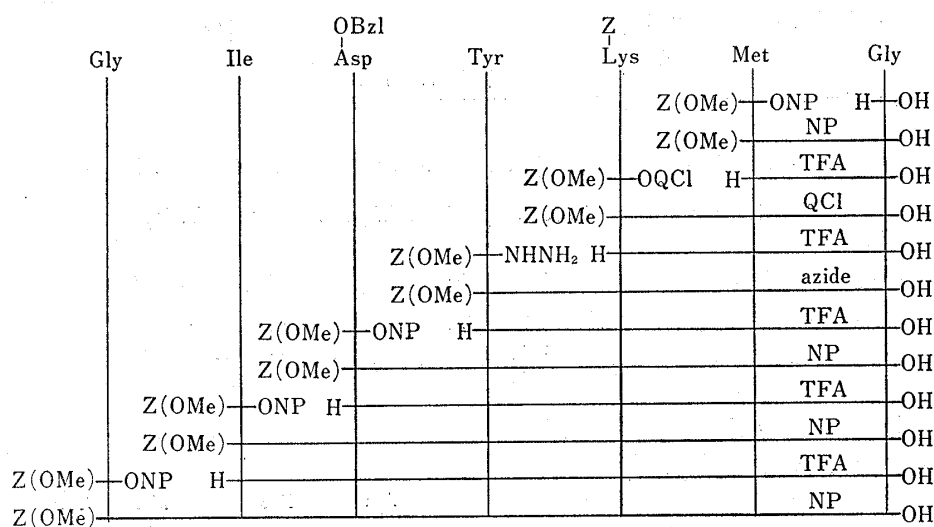 OBzl Z
Gly Ile Asp Tyr Lys Met Gly
Z(OMe) ONP H OH
Z(OMe) NP OH
TFA
Z(OMe) OQCl H OH
Z(OMe) QCl OH
TFA
Z(OMe) NHNH₂ H OH
Z(OMe) azide OH
TFA
Z(OMe) ONP H OH
Z(OMe) NP OH
TFA
Z(OMe) ONP H OH
Z(OMe) NP OH
TFA
Z(OMe) ONP H OH
Z(OMe) NP OH